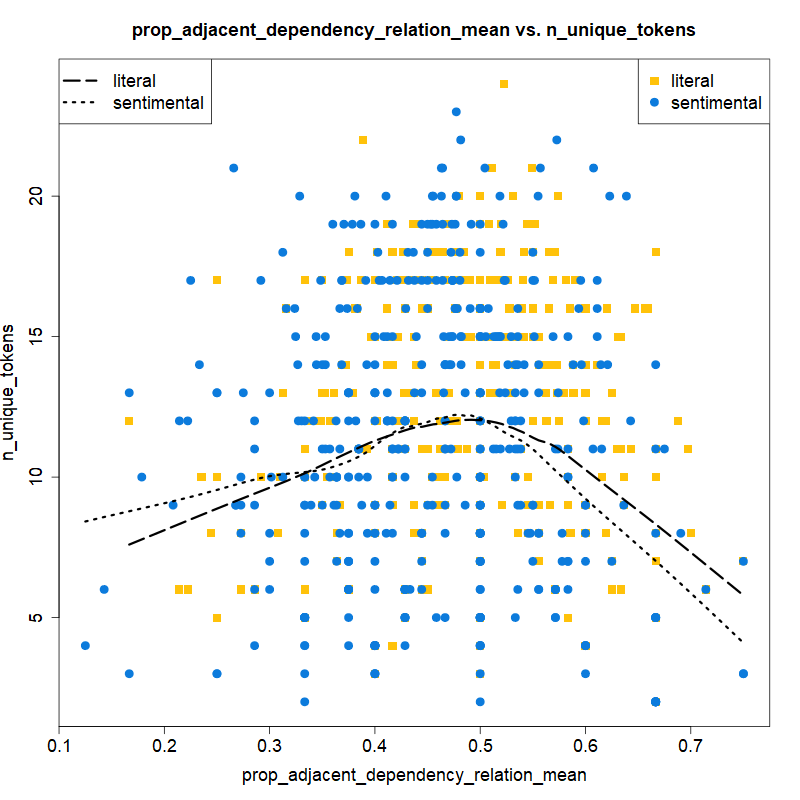 prop_adjacent_dependency_relation_mean vs. n_unique_tokens
literal
sentimental
literal
sentimental
n_unique_tokens
20
15
10
5
0.1 0.2 0.3 0.4 0.5 0.6 0.7
prop_adjacent_dependency_relation_mean